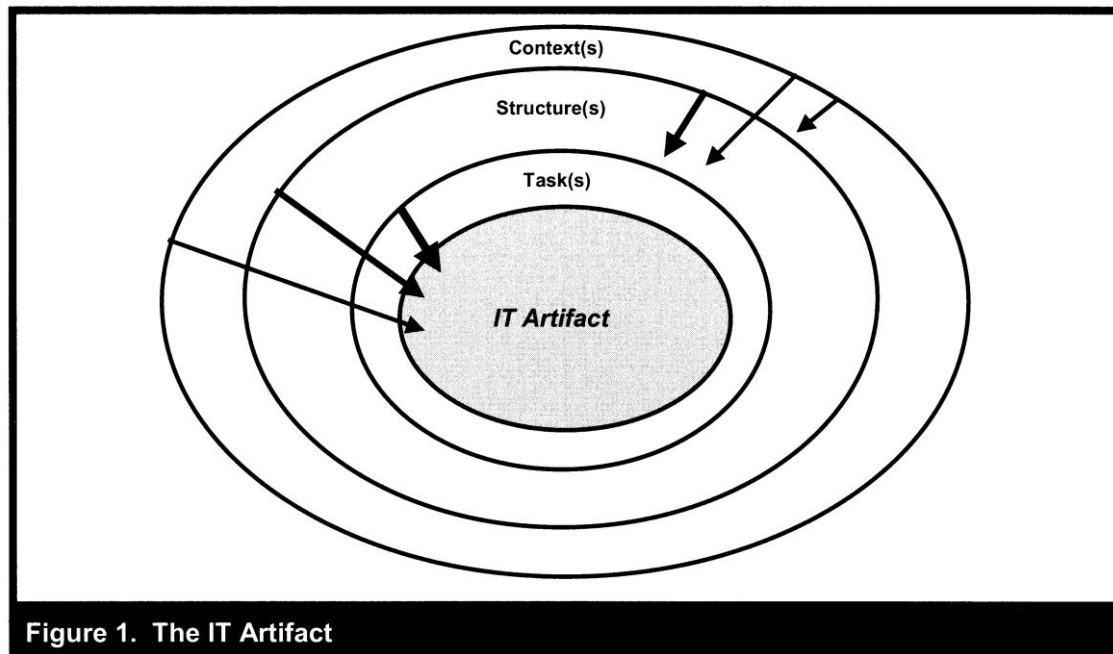 Context(s)
Structure(s)
Task(s)
IT Artifact
Figure 1. The IT Artifact